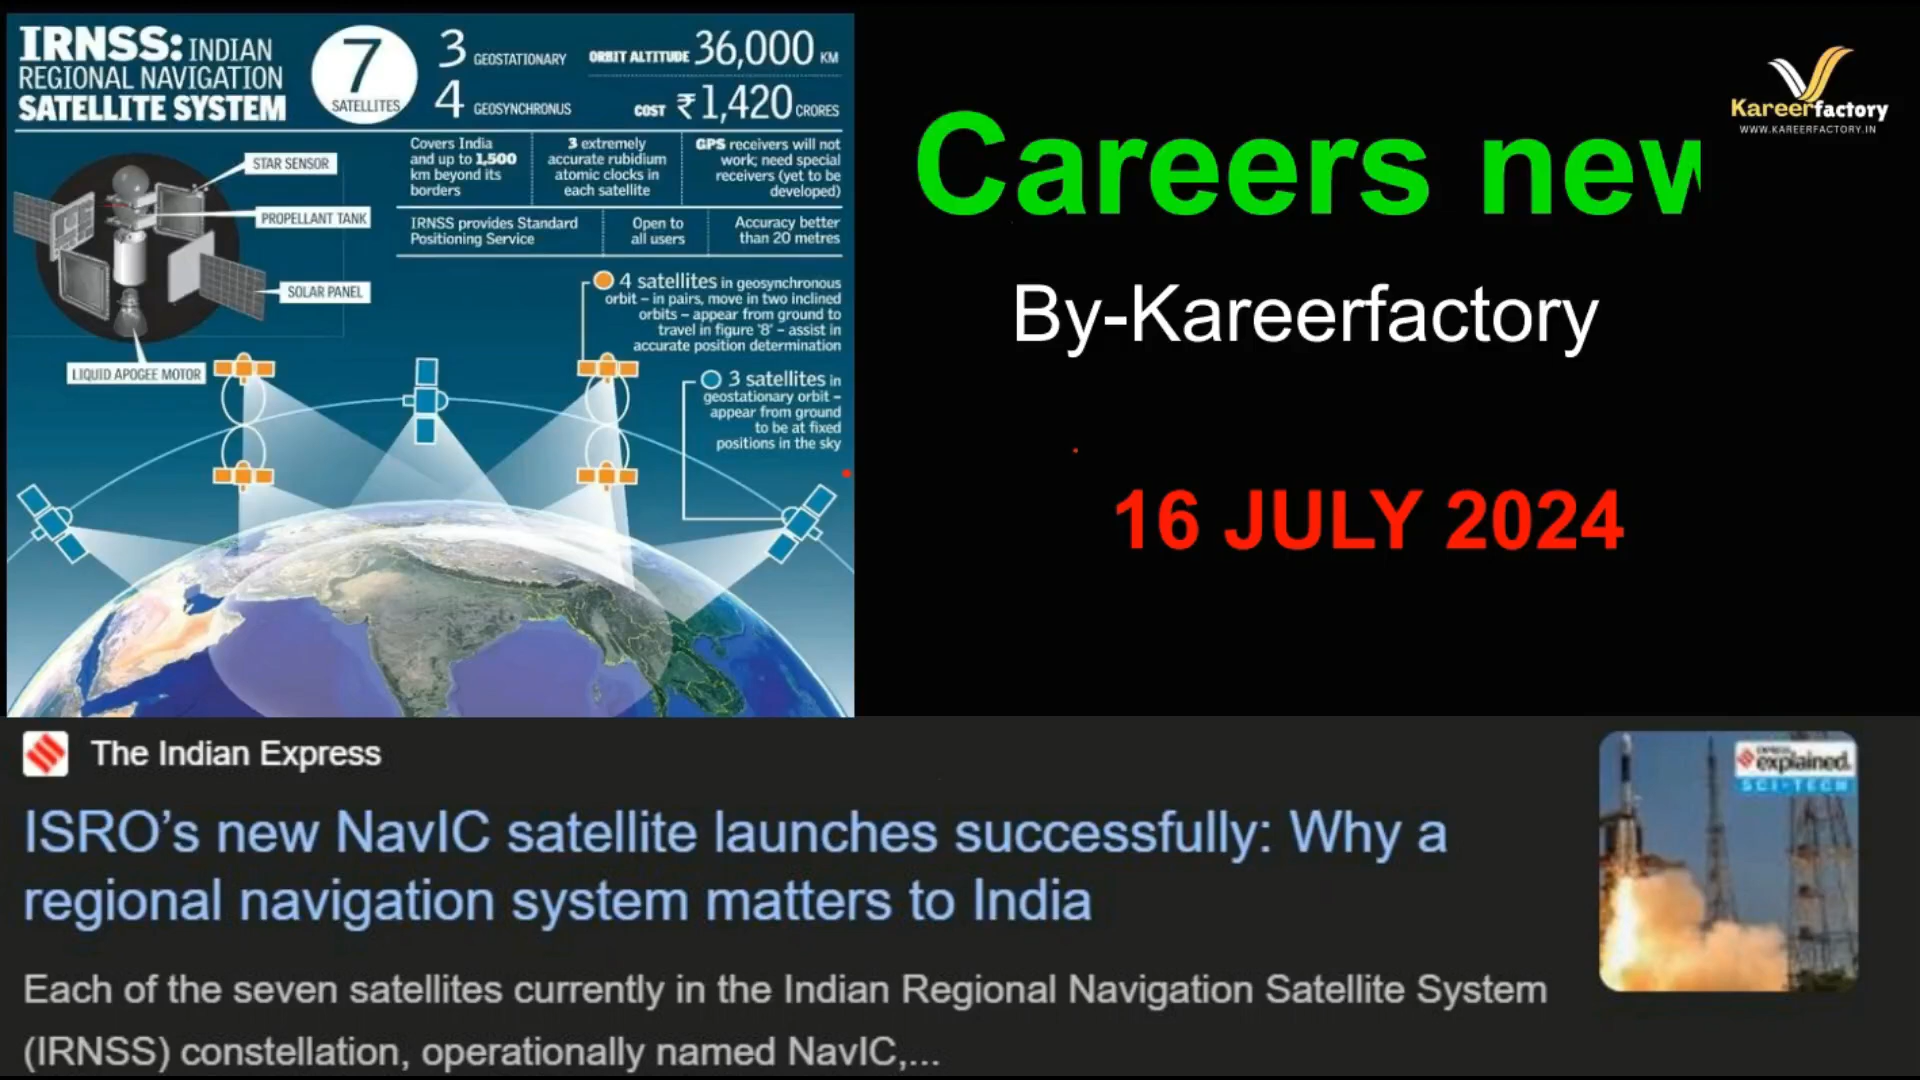 IRNSS: INDIAN
REGIONAL NAVIGATION
SATELLITE SYSTEM
7
SATELLITES
3 GEOSTATIONARY
4 GEOSYNCHRONUS
ORBIT ALTITUDE 36,000 KM
COST ₹1,420 CRORES
Covers India
and up to 1,500
km beyond its
borders
3 extremely
accurate rubidium
atomic clocks in
each satellite
GPS receivers will not
work; need special
receivers (yet to be
developed)
IRNSS provides Standard
Positioning Service
Open to
all users
Accuracy better
than 20 metres
STAR SENSOR
PROPELLANT TANK
SOLAR PANEL
LIQUID APOGEE MOTOR
4 satellites in geosynchronous
orbit – in pairs, move in two inclined
orbits – appear from ground to
travel in figure '8' – assist in
accurate position determination
3 satellites in
geostationary orbit –
appear from ground
to be at fixed
positions in the sky
Careers new
By-Kareerfactory
16 JULY 2024
Kareerfactory
WWW.KAREERFACTORY.IN
The Indian Express
ISRO's new NavIC satellite launches successfully: Why a
regional navigation system matters to India
Each of the seven satellites currently in the Indian Regional Navigation Satellite System
(IRNSS) constellation, operationally named NavIC,...
EXPRESS
explained.
SCI-TECH